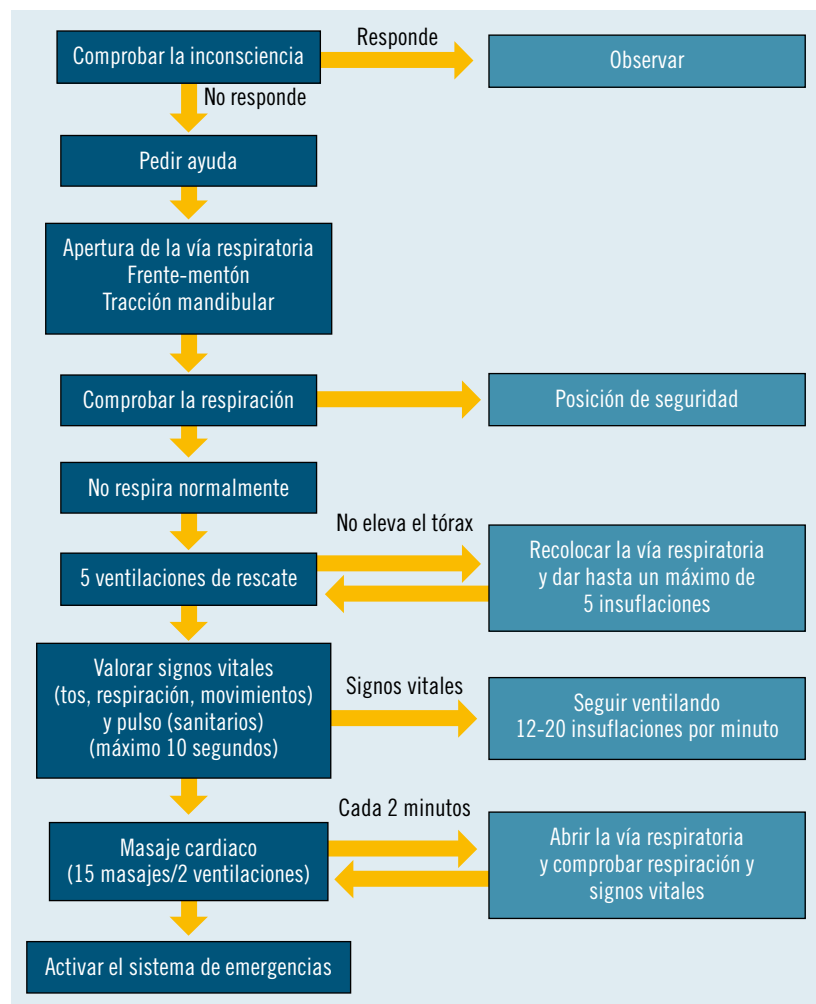 Comprobar la inconsciencia
Responde
Observar
No responde
Pedir ayuda
Apertura de la vía respiratoria
Frente-mentón
Tracción mandibular
Comprobar la respiración
Posición de seguridad
No respira normalmente
No eleva el tórax
5 ventilaciones de rescate
Recolocar la vía respiratoria
y dar hasta un máximo de
5 insuflaciones
Valorar signos vitales
(tos, respiración, movimientos)
y pulso (sanitarios)
(máximo 10 segundos)
Signos vitales
Seguir ventilando
12-20 insuflaciones por minuto
Cada 2 minutos
Masaje cardiaco
(15 masajes/2 ventilaciones)
Abrir la vía respiratoria
y comprobar respiración y
signos vitales
Activar el sistema de emergencias